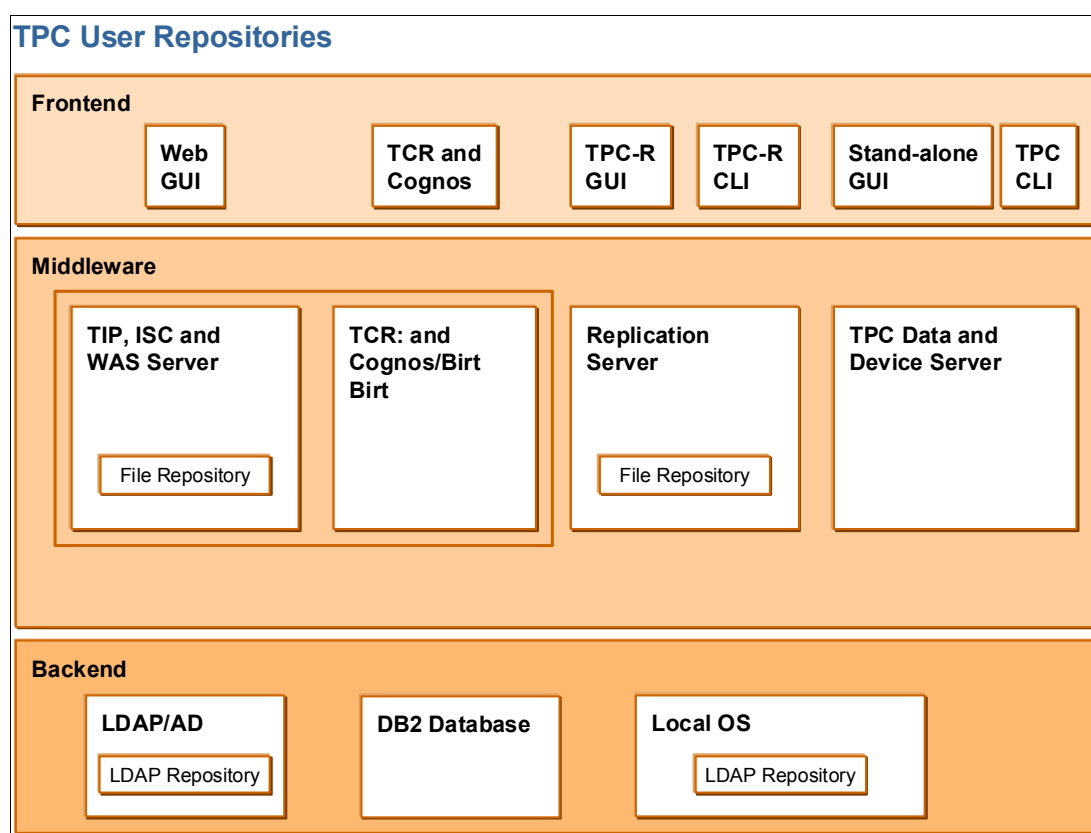 TPC User Repositories
Frontend
Web
GUI
TCR and
Cognos
TPC-R
GUI
TPC-R
CLI
Stand-alone
GUI
TPC
CLI
Middleware
TIP, ISC and
WAS Server
File Repository
TCR: and
Cognos/Birt
Birt
Replication
Server
File Repository
TPC Data and
Device Server
Backend
LDAP/AD
LDAP Repository
DB2 Database
Local OS
LDAP Repository